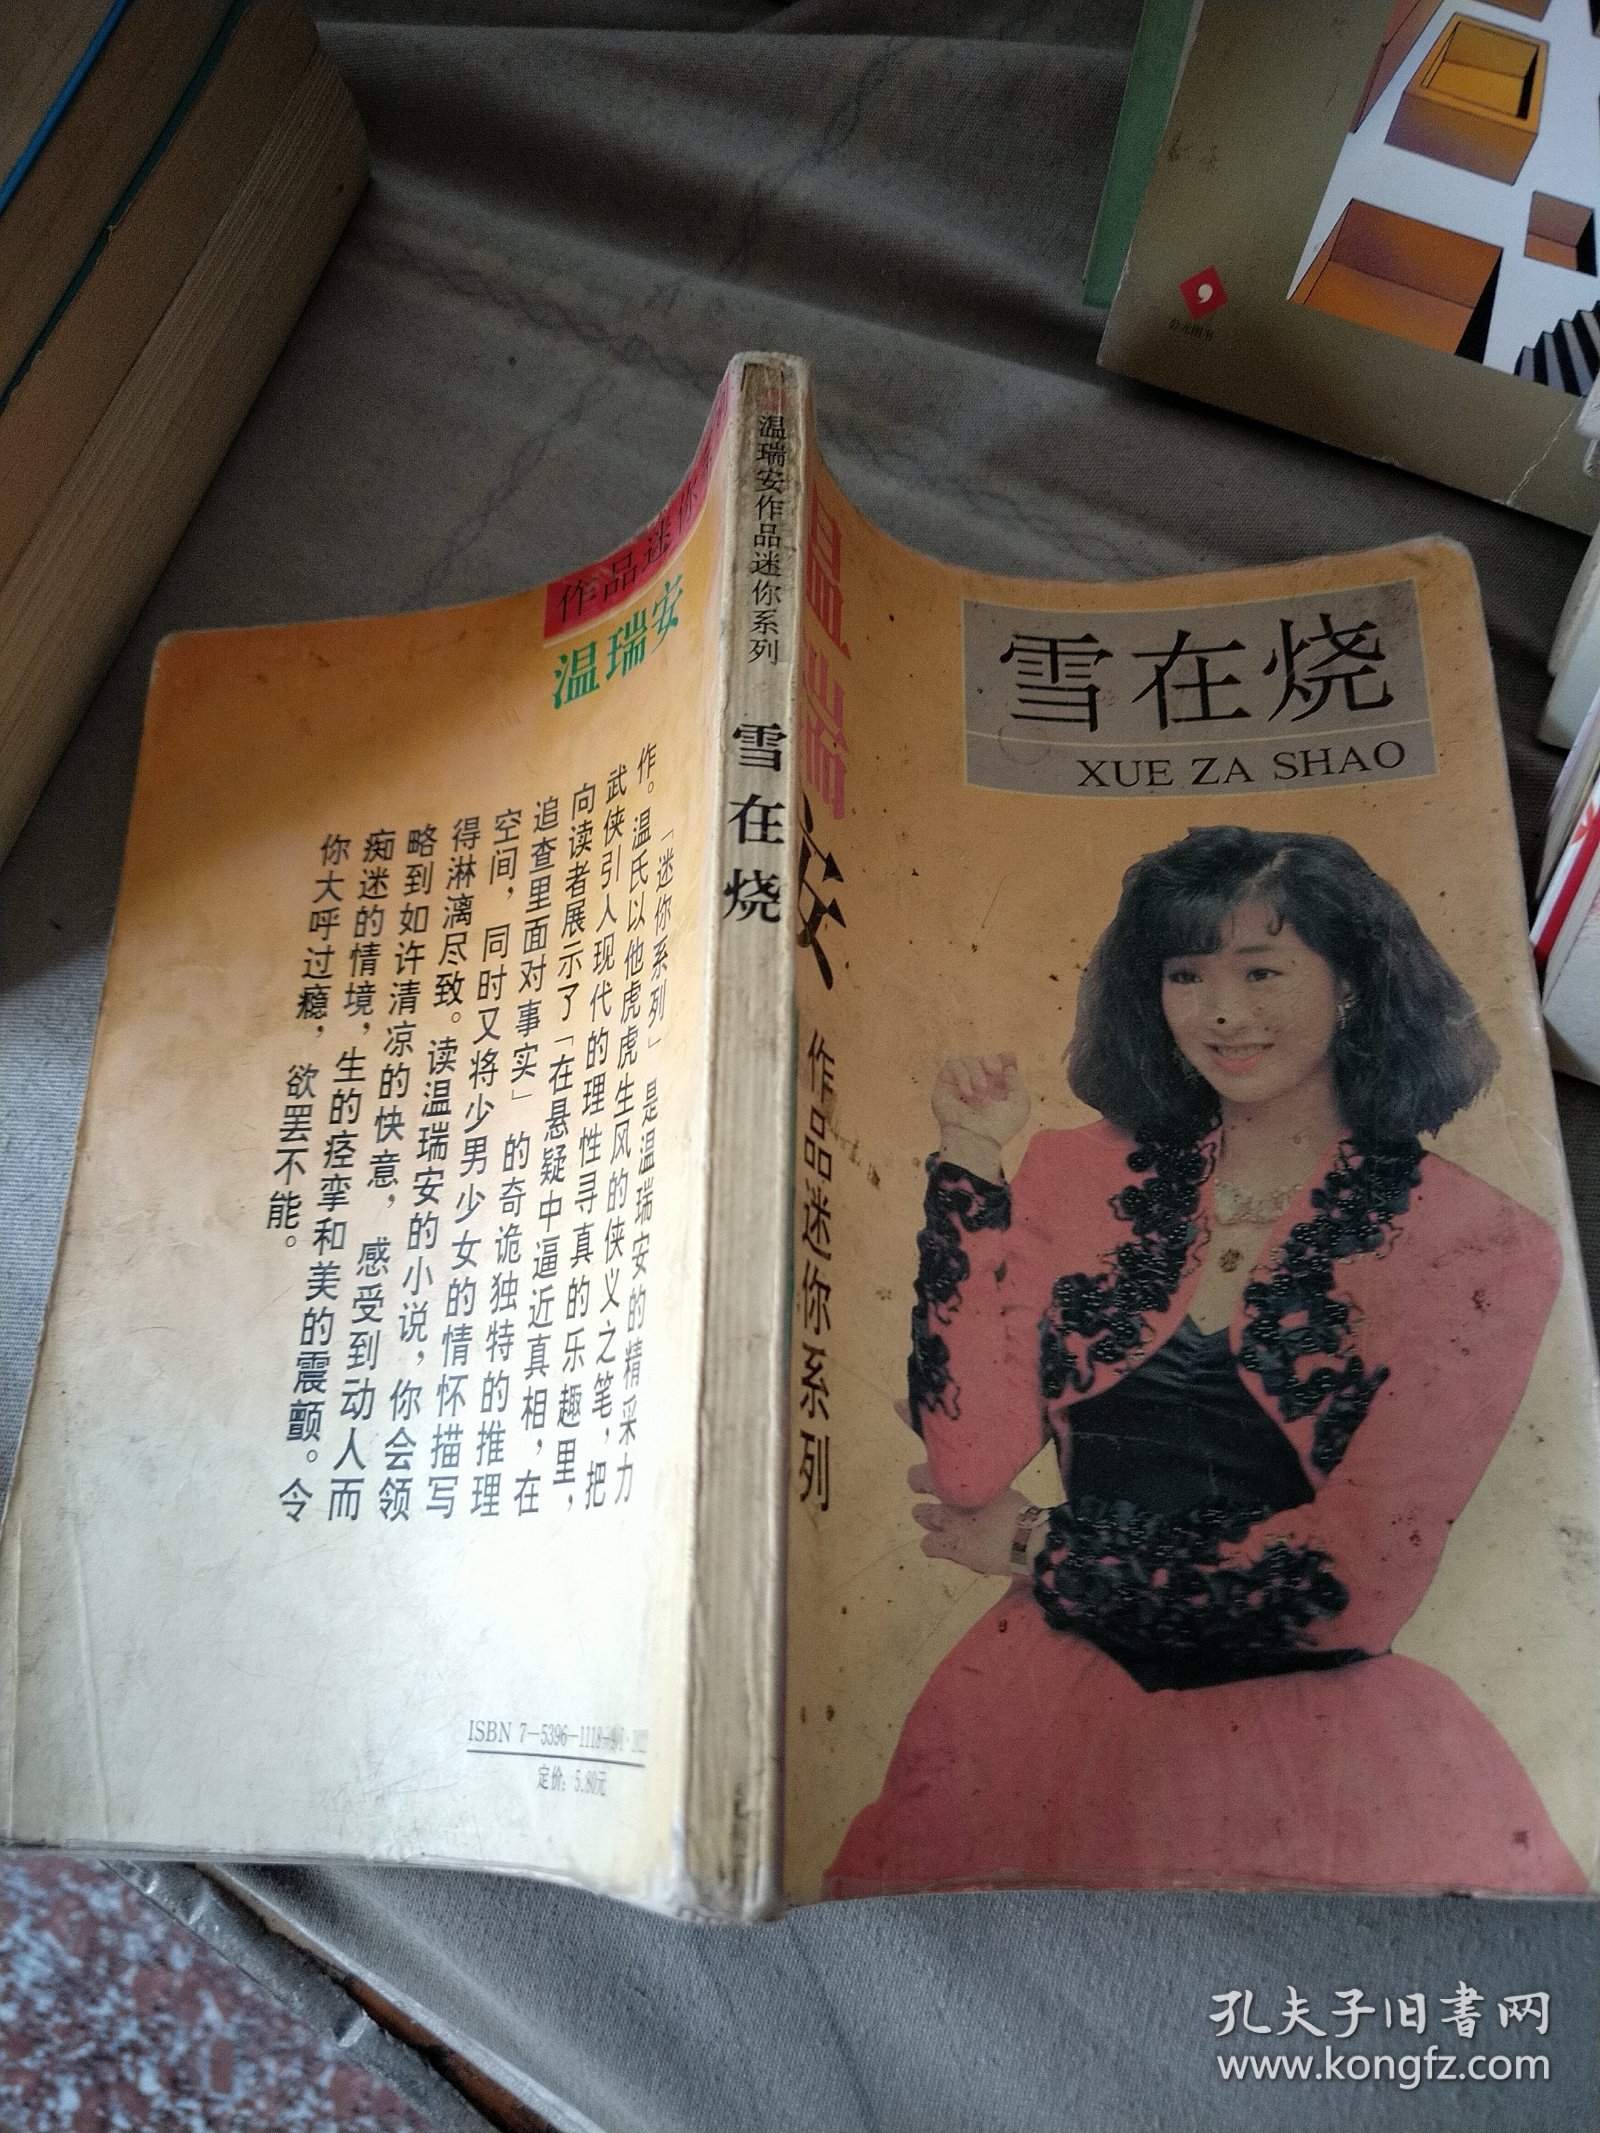 雪在烧
XUE ZA SHAO
温瑞安
作品迷你系列
温瑞安作品迷你系列
雪在烧
作品迷你
温瑞安
「迷你系列」是温瑞安的精采力
作。温氏以他虎虎生风的侠义之笔，把
武侠引入现代的理性寻真的乐趣里，
向读者展示了「在悬疑中逼近真相，在
追查里面对事实」的奇诡独特的推理
空间，同时又将少男少女的情怀描写
得淋漓尽致。读温瑞安的小说，你会领
略到如许清凉的快意，感受到动人而
痴迷的情境，生的痉挛和美的震颤。令
你大呼过瘾，欲罢不能。
ISBN 7-5396-1118-
定价：5.80元
孔夫子旧书网
www.kongfz.com